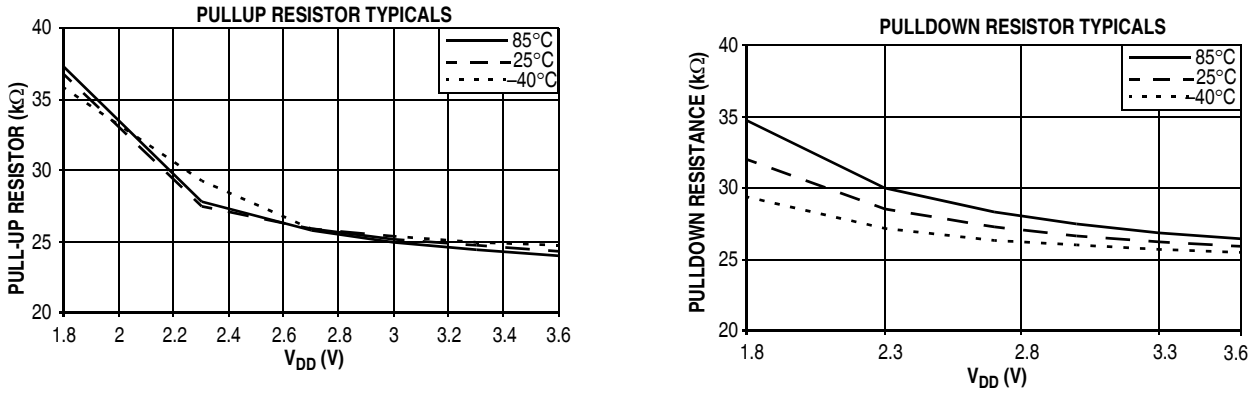 PULLUP RESISTOR TYPICALS
PULL-UP RESISTOR (kΩ)
40
35
30
25
20
85°C
25°C
–40°C
1.8 2 2.2 2.4 2.6 2.8 3 3.2 3.4 3.6
VDD (V)
PULLDOWN RESISTOR TYPICALS
PULLDOWN RESISTANCE (kΩ)
40
35
30
25
20
85°C
25°C
–40°C
1.8 2.3 2.8 3.3 3.6
VDD (V)